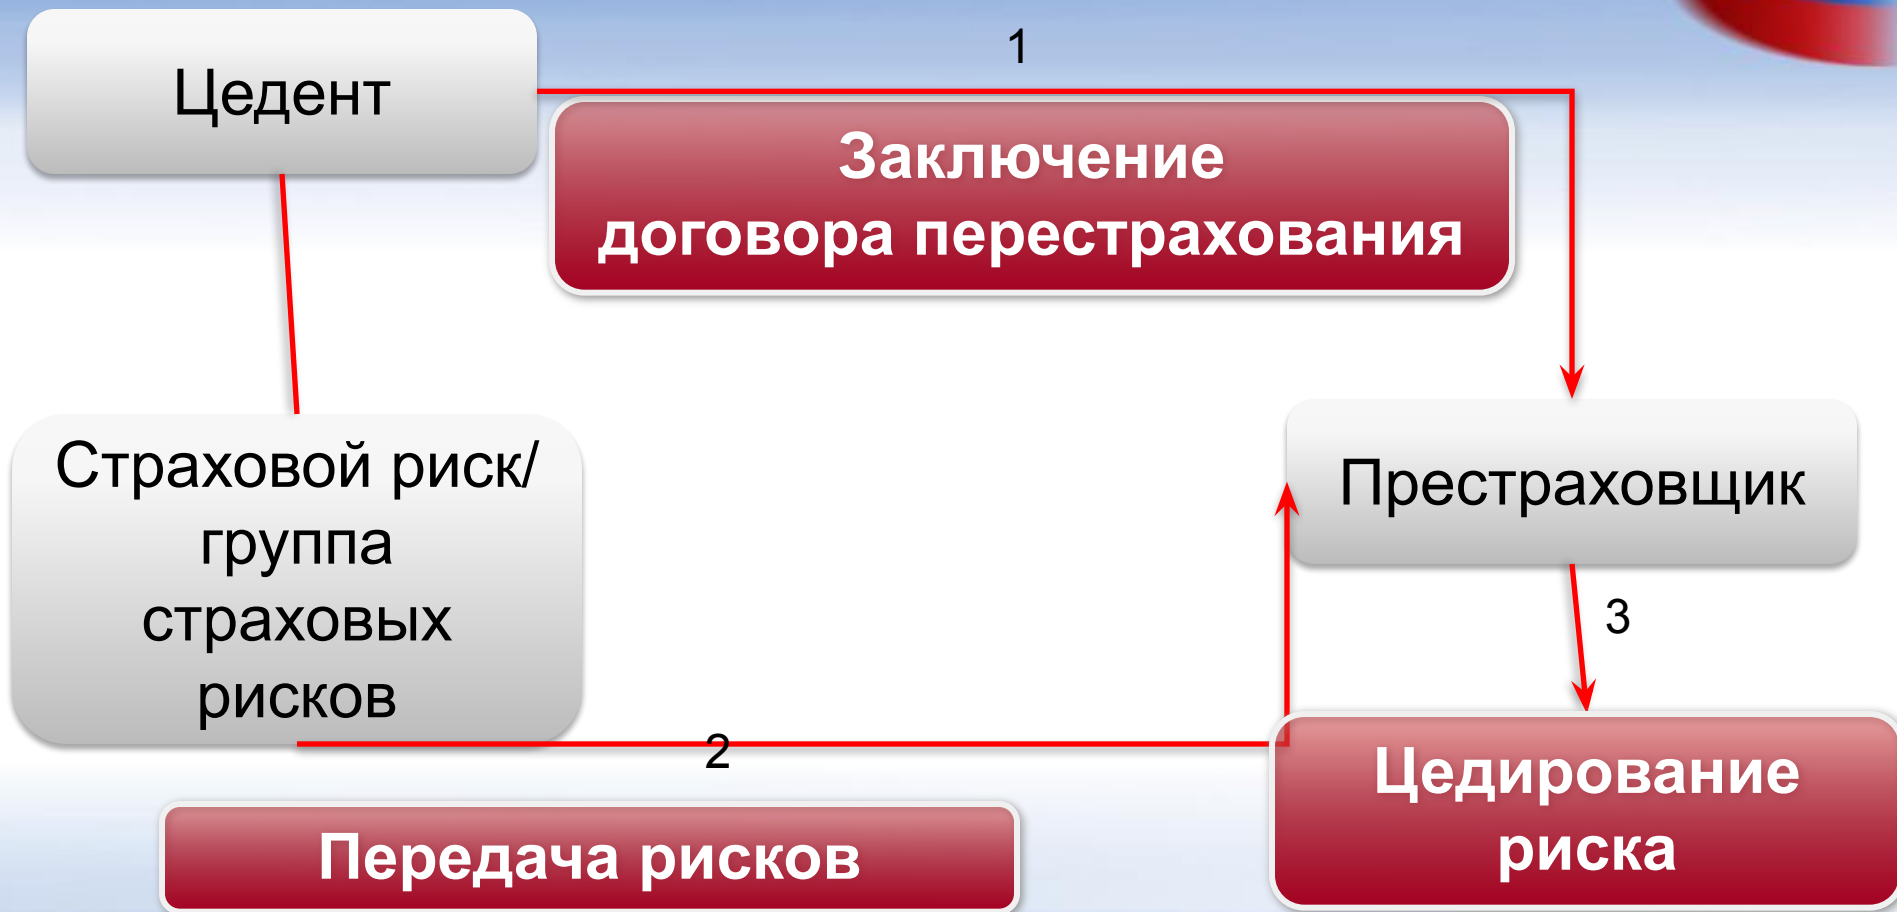 1
Цедент
Заключение
договора перестрахования
Страховой риск/
группа
страховых
рисков
Престраховщик
3
2
Цедирование
риска
Передача рисков